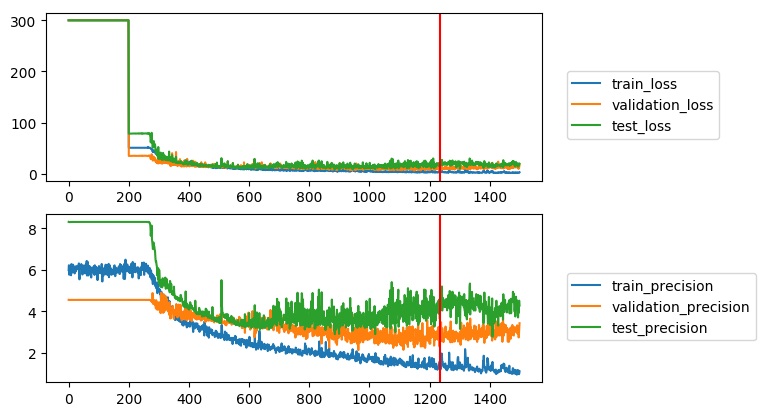 300
200
100
0
0 200 400 600 800 1000 1200 1400
train_loss
validation_loss
test_loss
8
6
4
2
0 200 400 600 800 1000 1200 1400
train_precision
validation_precision
test_precision